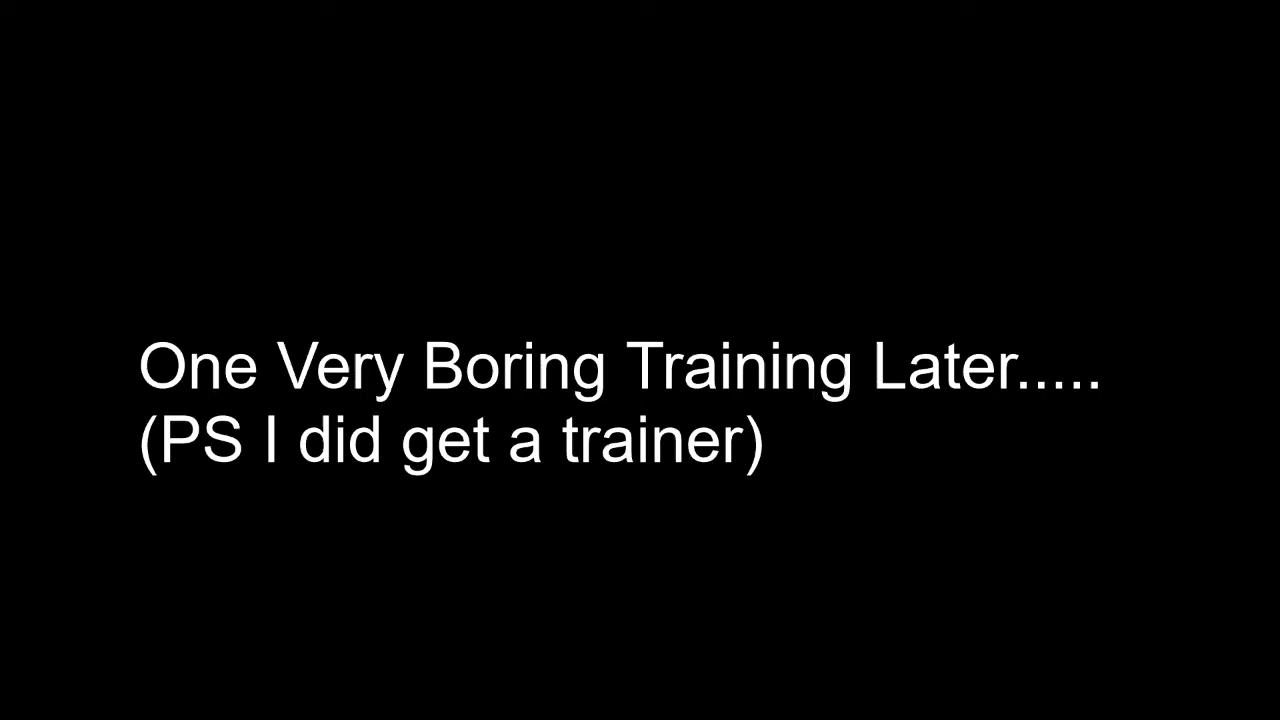 One Very Boring Training Later.....
(PS I did get a trainer)